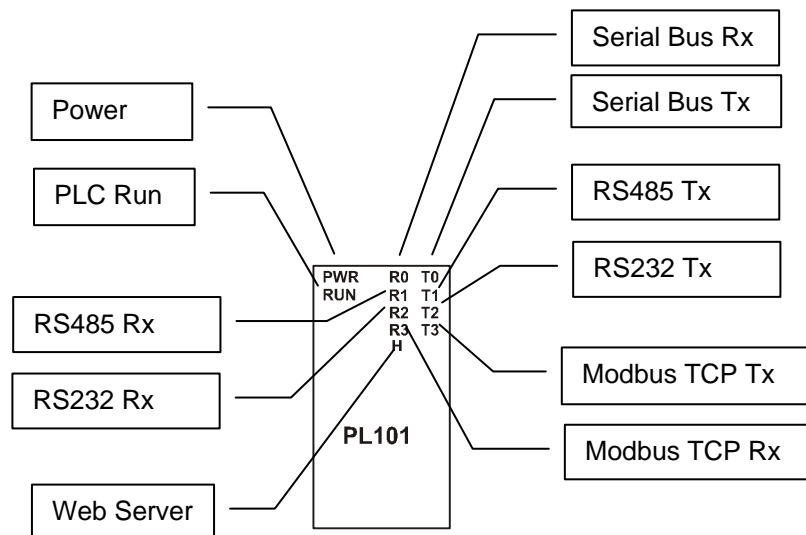 Serial Bus Rx
Power
Serial Bus Tx
PLC Run
RS485 Tx
RS232 Tx
PWR R0 T0
RUN R1 T1
R2 T2
R3 T3
H
RS485 Rx
RS232 Rx
Modbus TCP Tx
PL101
Modbus TCP Rx
Web Server